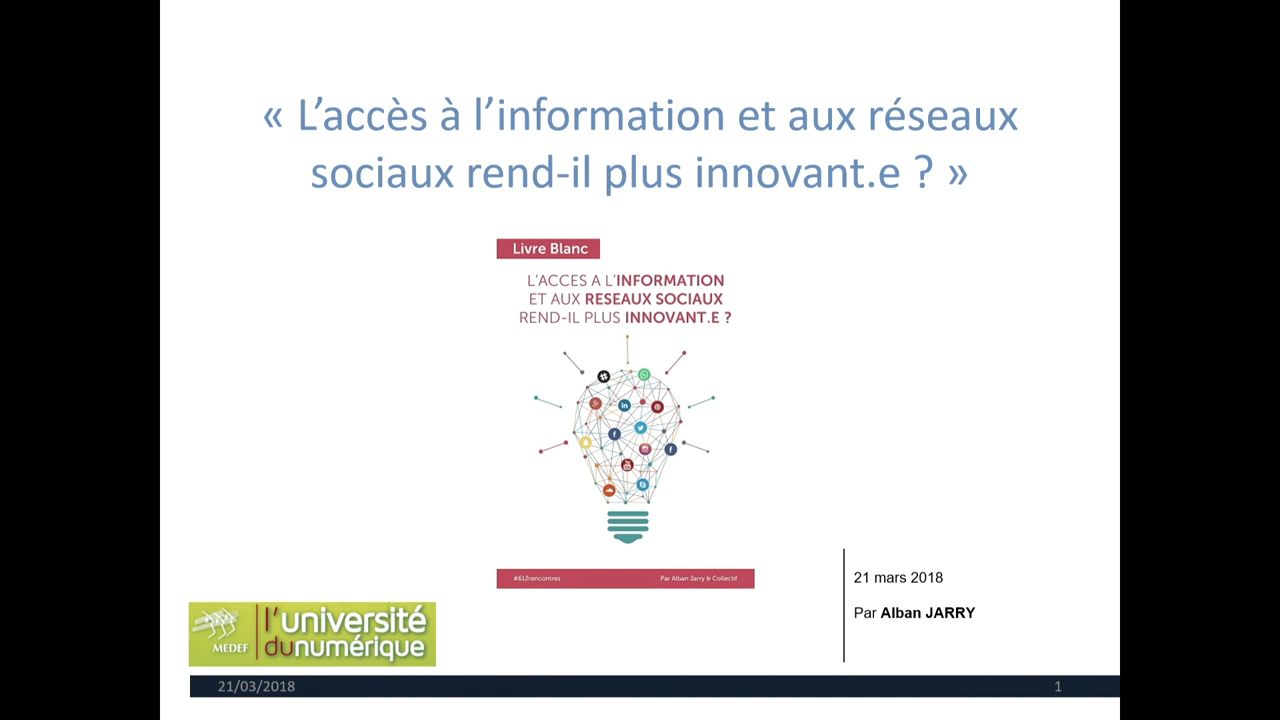 « L’accès à l’information et aux réseaux
sociaux rend-il plus innovant.e ? »
Livre Blanc
L'ACCES A L'INFORMATION
ET AUX RESEAUX SOCIAUX
REND-IL PLUS INNOVANT.E ?
#612rencontres
Par Alban Jarry & Collectif
21 mars 2018
Par Alban JARRY
MEDEF
l'université
dunumérique
21/03/2018
1